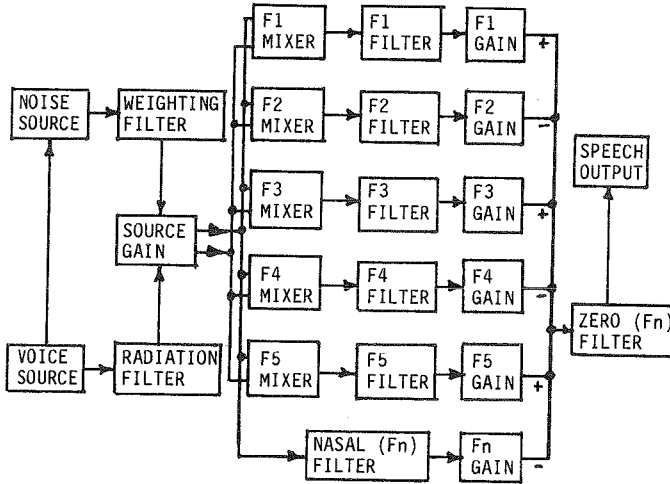 F1
MIXER
F1
FILTER
F1
GAIN
+
NOISE
SOURCE
WEIGHTING
FILTER
F2
MIXER
F2
FILTER
F2
GAIN
-
SPEECH
OUTPUT
F3
MIXER
F3
FILTER
F3
GAIN
+
SOURCE
GAIN
F4
MIXER
F4
FILTER
F4
GAIN
-
ZERO (Fn)
FILTER
VOICE
SOURCE
RADIATION
FILTER
F5
MIXER
F5
FILTER
F5
GAIN
+
NASAL (Fn)
FILTER
Fn
GAIN
-